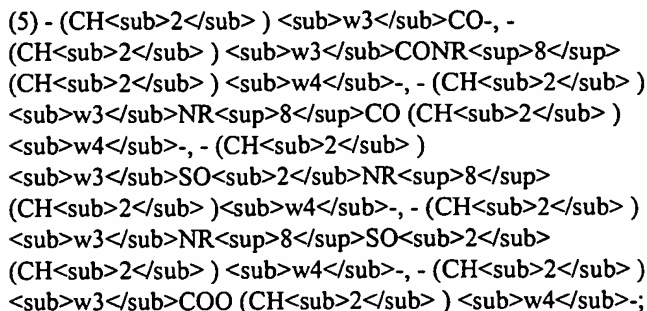 (5) - (CH<sub>2</sub> ) <sub>w3</sub>CO-, -
(CH<sub>2</sub> ) <sub>w3</sub>CONR<sup>8</sup>
(CH<sub>2</sub> ) <sub>w4</sub>-, - (CH<sub>2</sub> )
<sub>w3</sub>NR<sup>8</sup>CO (CH<sub>2</sub> )
<sub>w4</sub>-, - (CH<sub>2</sub> )
<sub>w3</sub>SO<sub>2</sub>NR<sup>8</sup>
(CH<sub>2</sub> )<sub>w4</sub>-, - (CH<sub>2</sub> )
<sub>w3</sub>NR<sup>8</sup>SO<sub>2</sub>
(CH<sub>2</sub> ) <sub>w4</sub>-, - (CH<sub>2</sub> )
<sub>w3</sub>COO (CH<sub>2</sub> ) <sub>w4</sub>-;